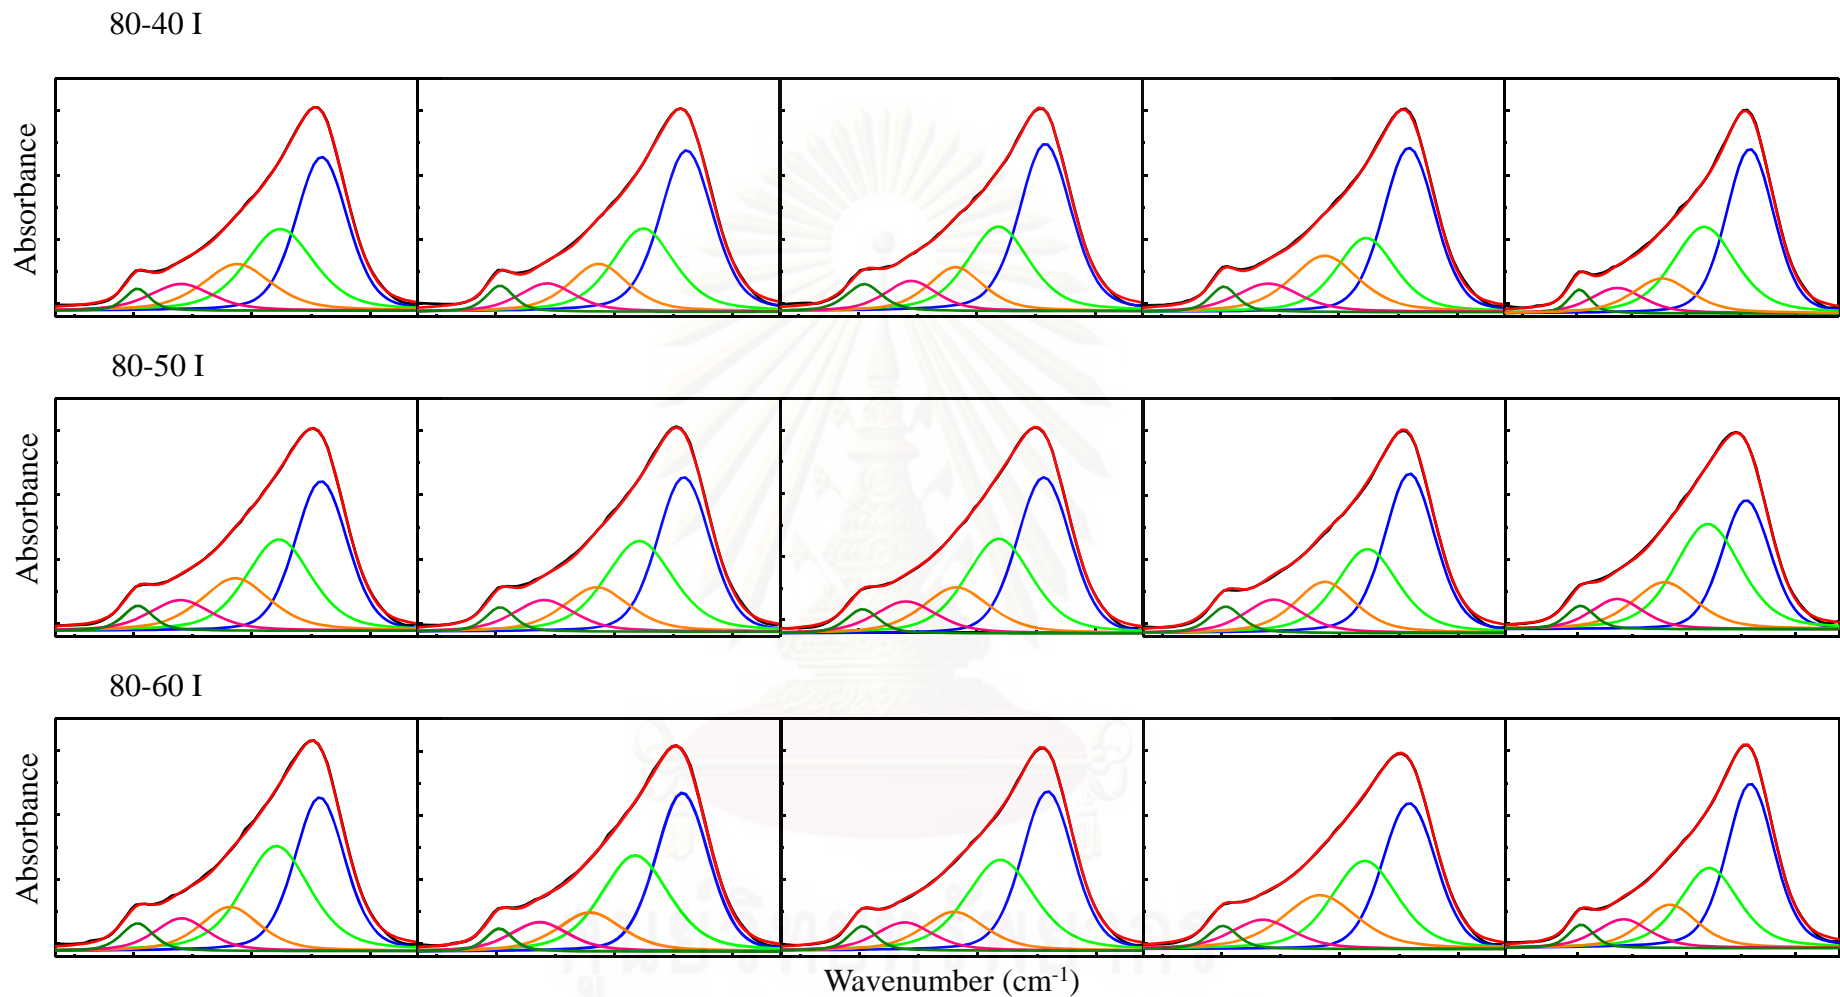 80-40 I
Absorbance
80-50 I
Absorbance
80-60 I
Absorbance
Wavenumber (cm⁻¹)